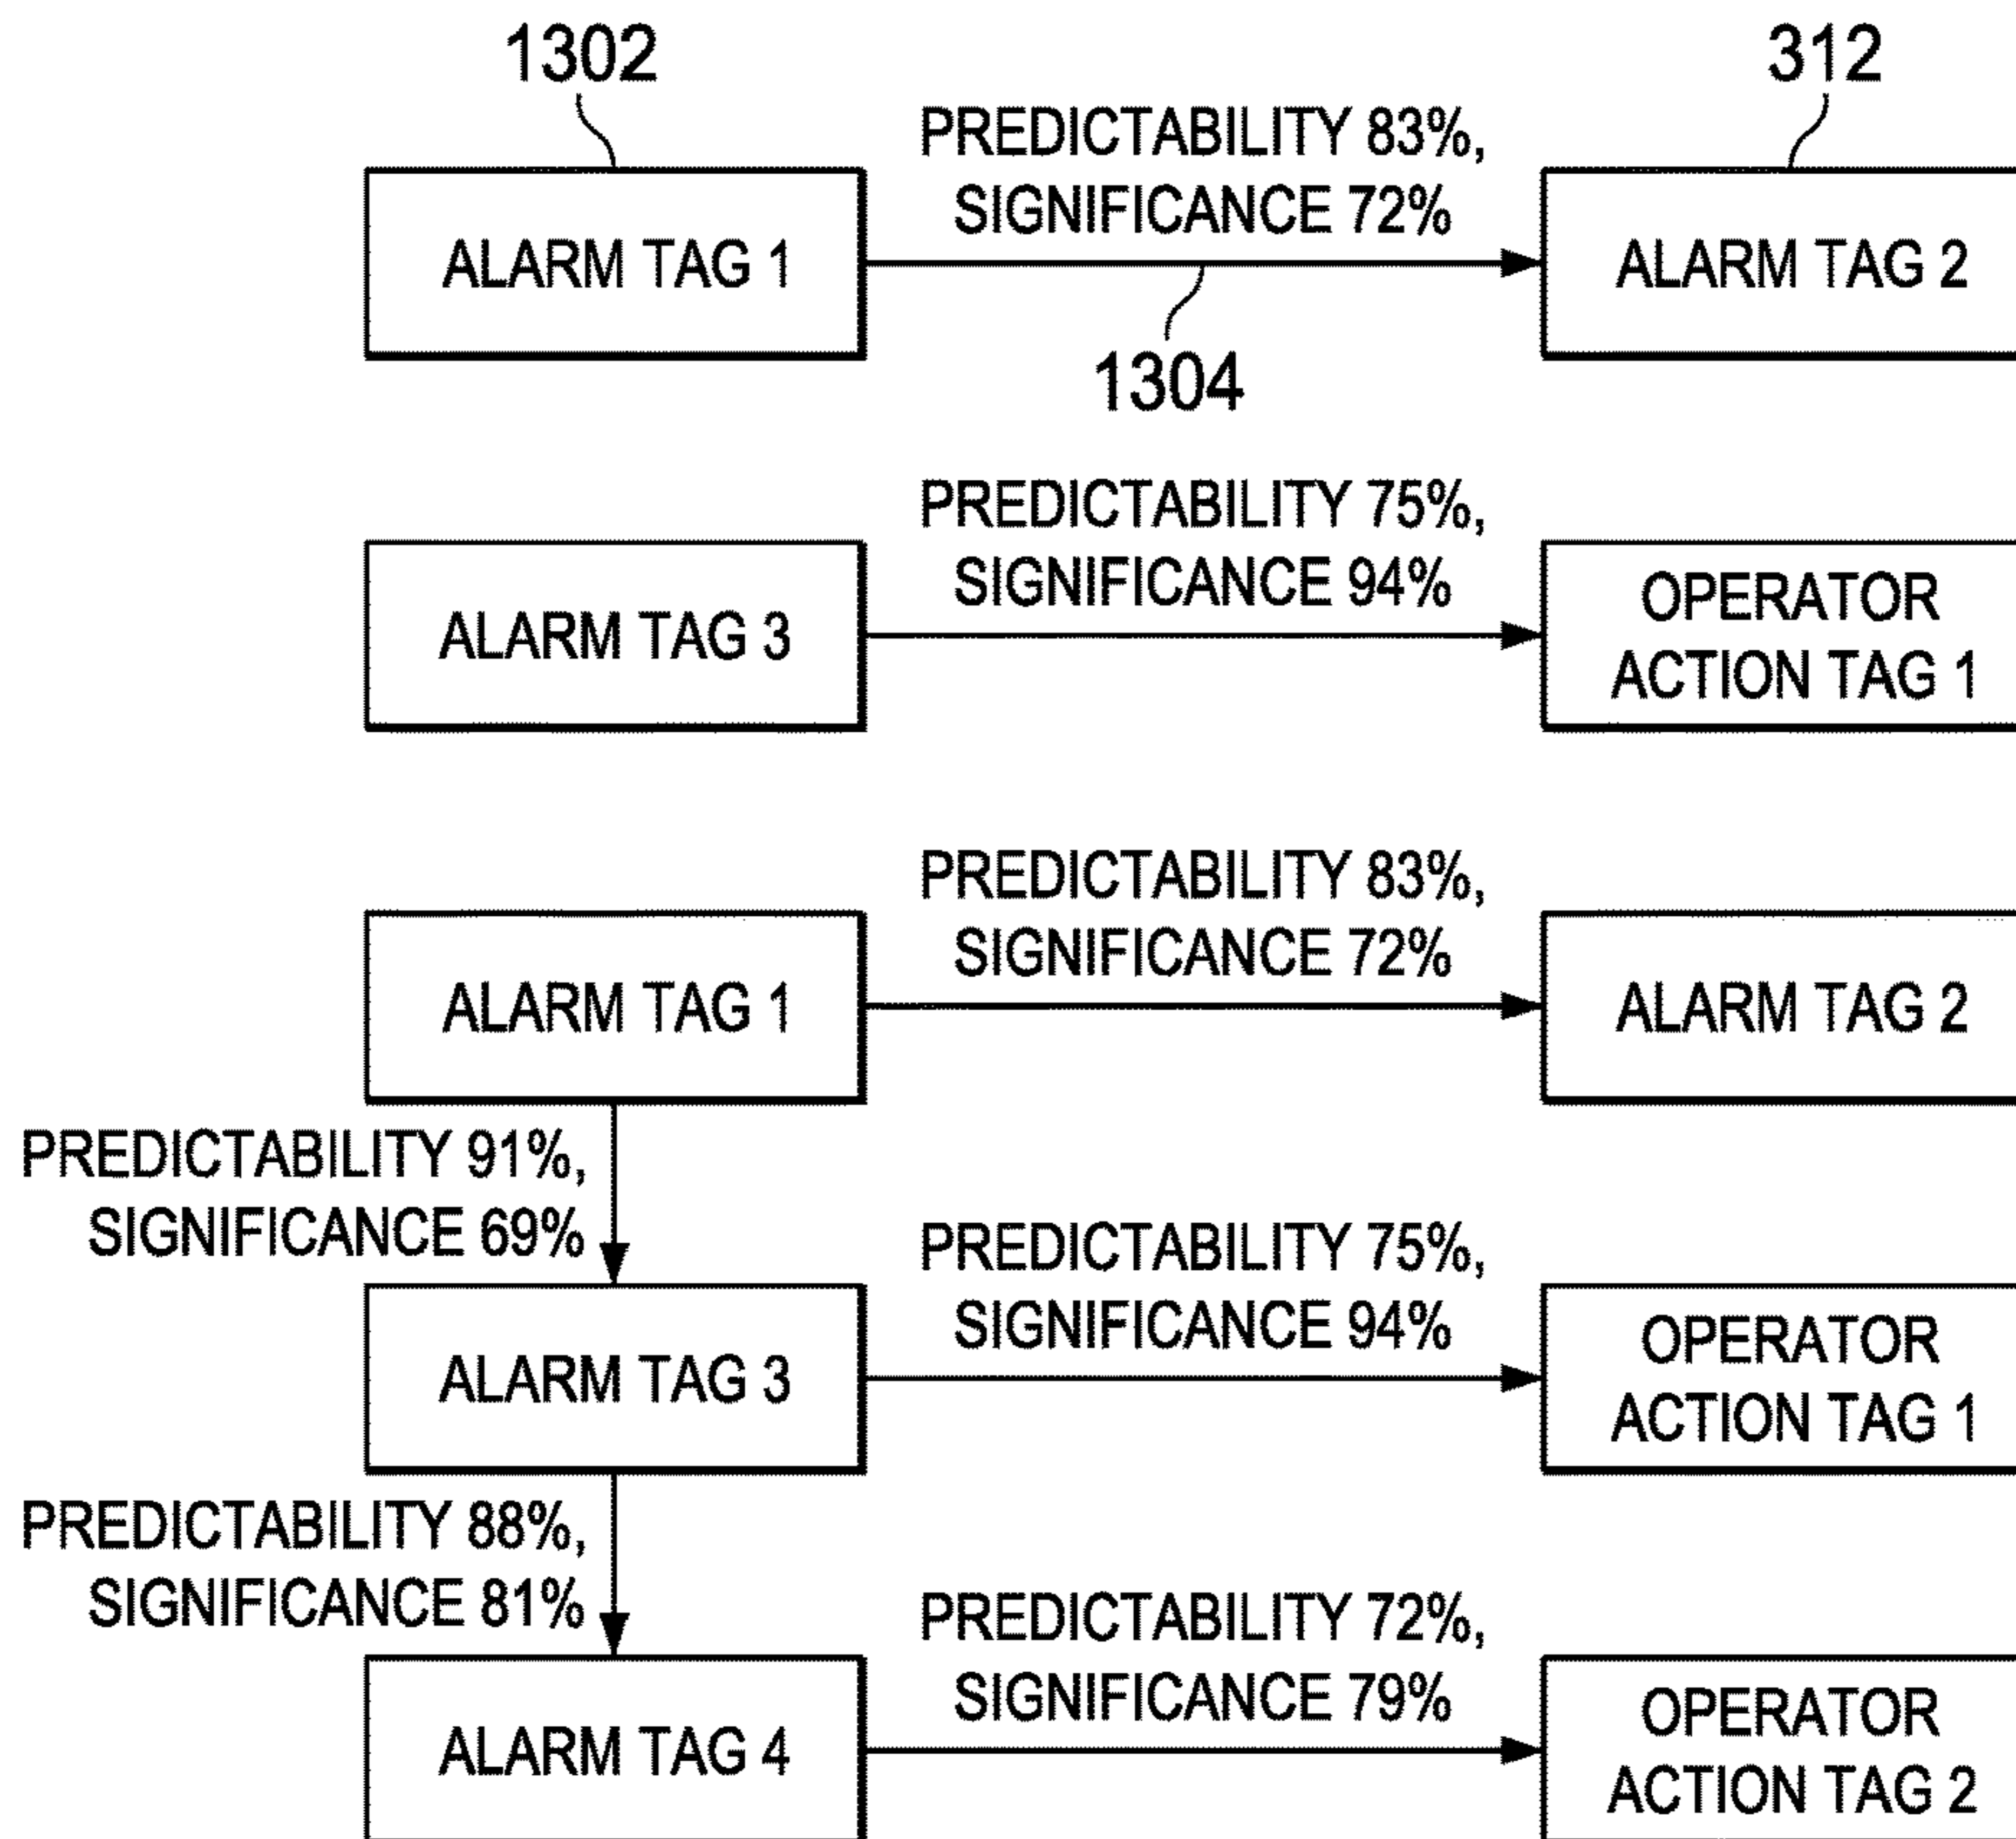 1302
312
PREDICTABILITY 83%,
SIGNIFICANCE 72%
ALARM TAG 1
ALARM TAG 2
1304
PREDICTABILITY 75%,
SIGNIFICANCE 94%
ALARM TAG 3
OPERATOR
ACTION TAG 1
PREDICTABILITY 83%,
SIGNIFICANCE 72%
ALARM TAG 1
ALARM TAG 2
PREDICTABILITY 91%,
SIGNIFICANCE 69%
PREDICTABILITY 75%,
SIGNIFICANCE 94%
ALARM TAG 3
OPERATOR
ACTION TAG 1
PREDICTABILITY 88%,
SIGNIFICANCE 81%
PREDICTABILITY 72%,
SIGNIFICANCE 79%
ALARM TAG 4
OPERATOR
ACTION TAG 2